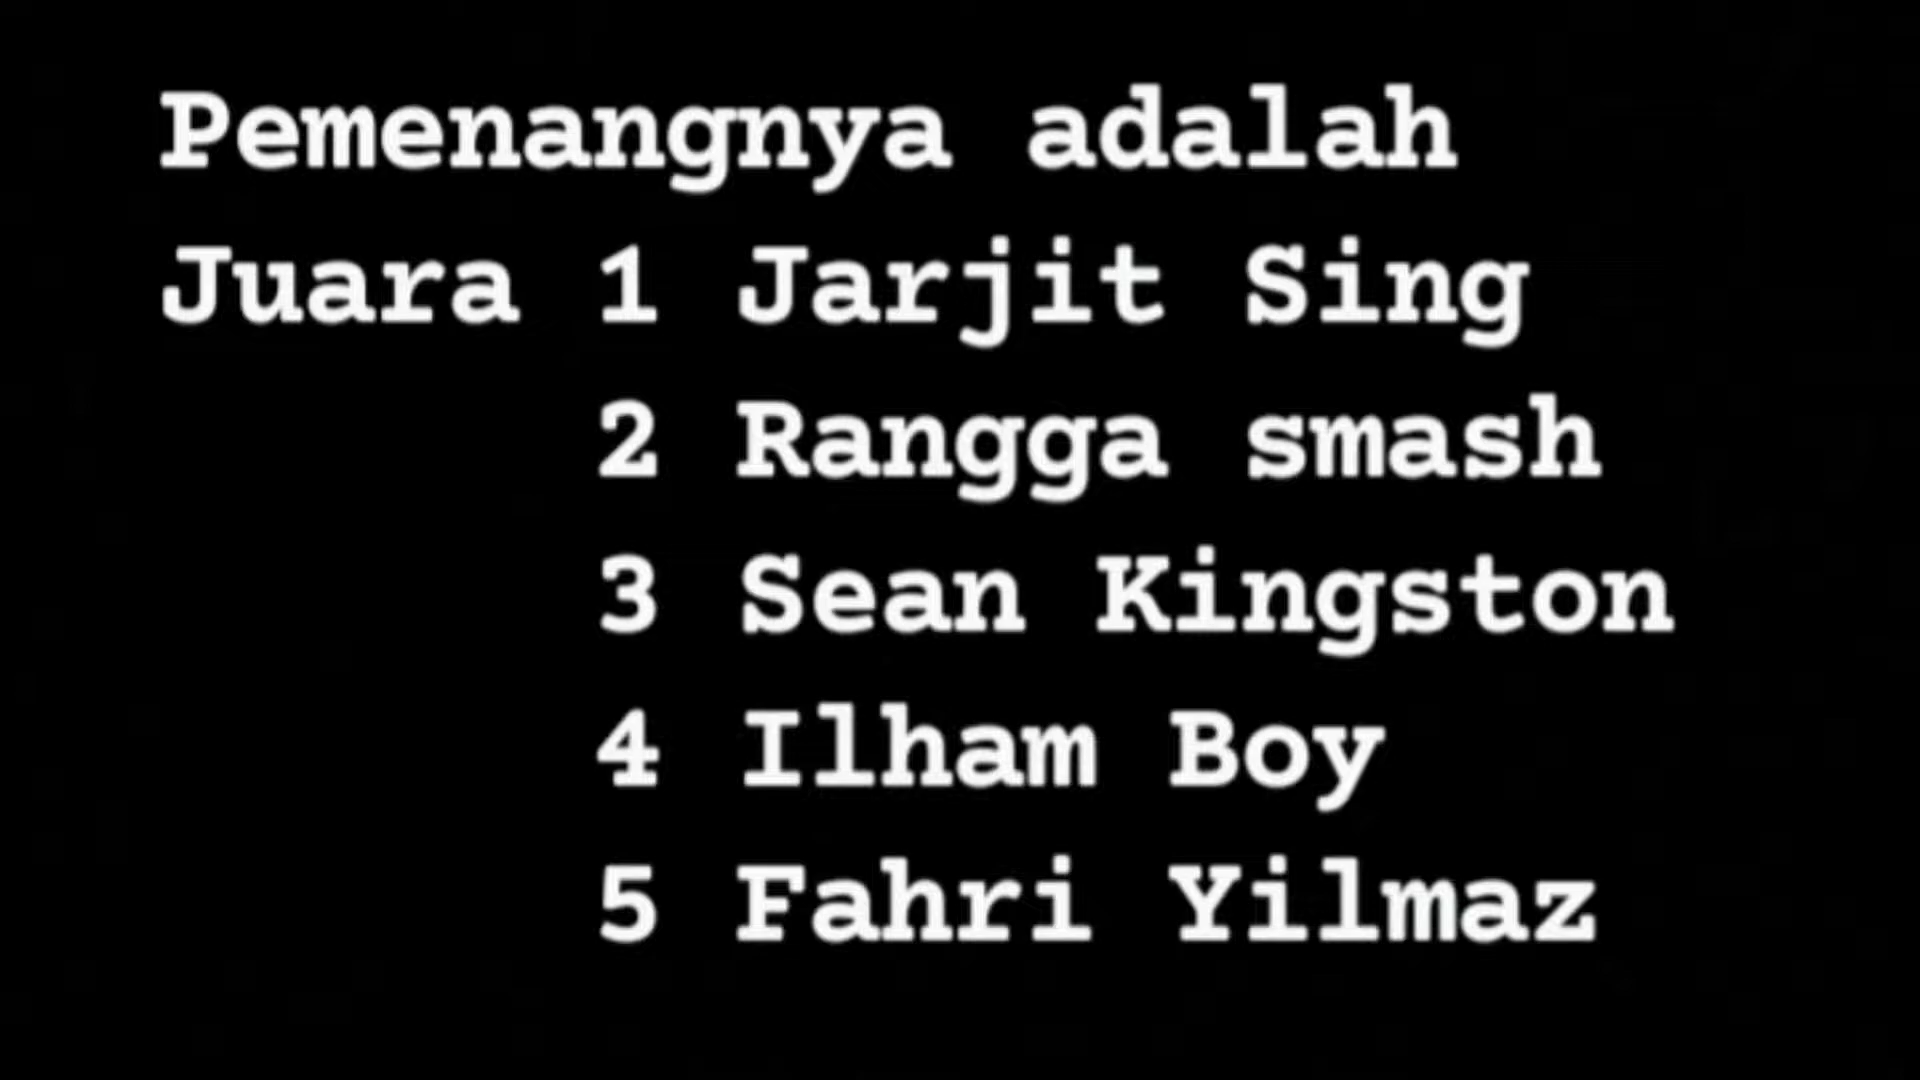 Pemenangnya adalah
Juara 1 Jarjit Sing
2 Rangga smash
3 Sean Kingston
4 Ilham Boy
5 Fahri Yilmaz